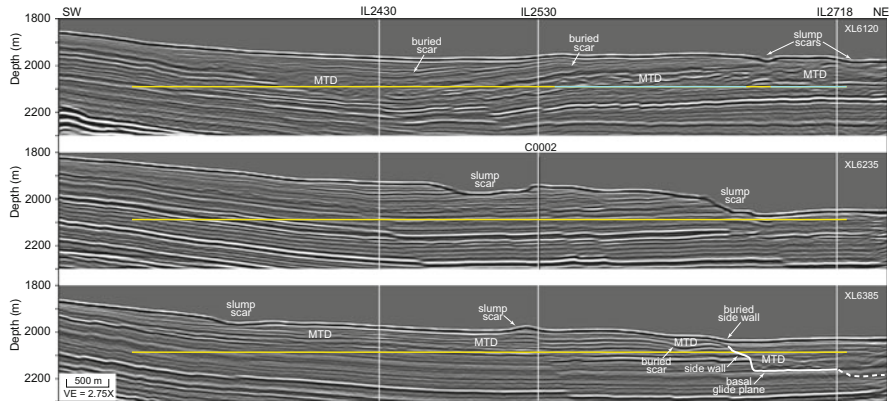 SW IL2430 IL2530 IL2718 NE
1800
2000
2200
Depth (m)
XL6120
buried
scar
buried
scar
slump
scars
MTD
MTD
MTD
C0002
1800
2000
2200
Depth (m)
XL6235
slump
scar
slump
scar
1800
2000
2200
Depth (m)
XL6385
slump
scar
slump
scar
buried
side wall
MTD
MTD
MTD
MTD
buried
scar
side wall
basal
glide plane
500 m
VE = 2.75X